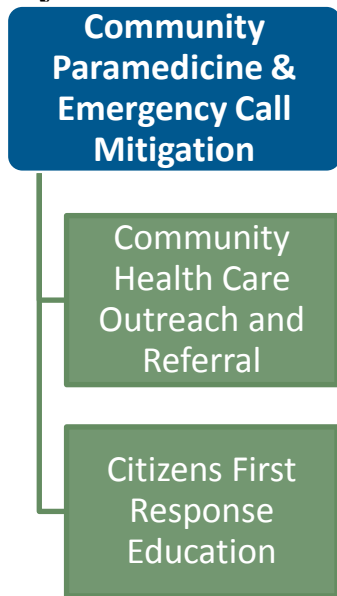 Community
Paramedicine &
Emergency Call
Mitigation
Community
Health Care
Outreach and
Referral
Citizens First
Response
Education